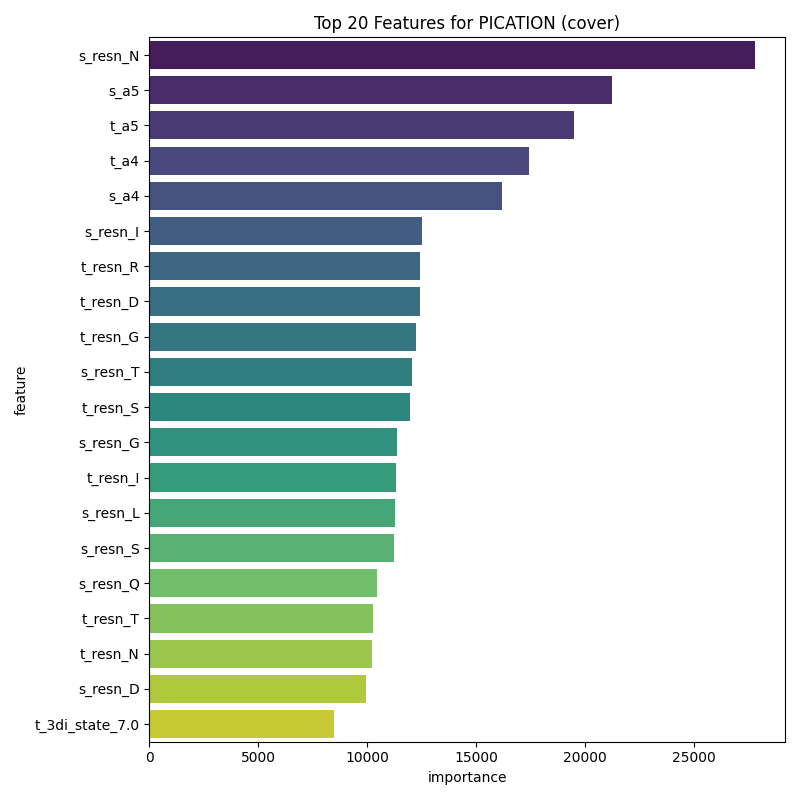 Top 20 Features for PICATION (cover)
s_resn_N
s_a5
t_a5
t_a4
s_a4
s_resn_I
t_resn_R
t_resn_D
t_resn_G
s_resn_T
t_resn_S
s_resn_G
t_resn_I
s_resn_L
s_resn_S
s_resn_Q
t_resn_T
t_resn_N
s_resn_D
t_3di_state_7.0
feature
0 5000 10000 15000 20000 25000
importance